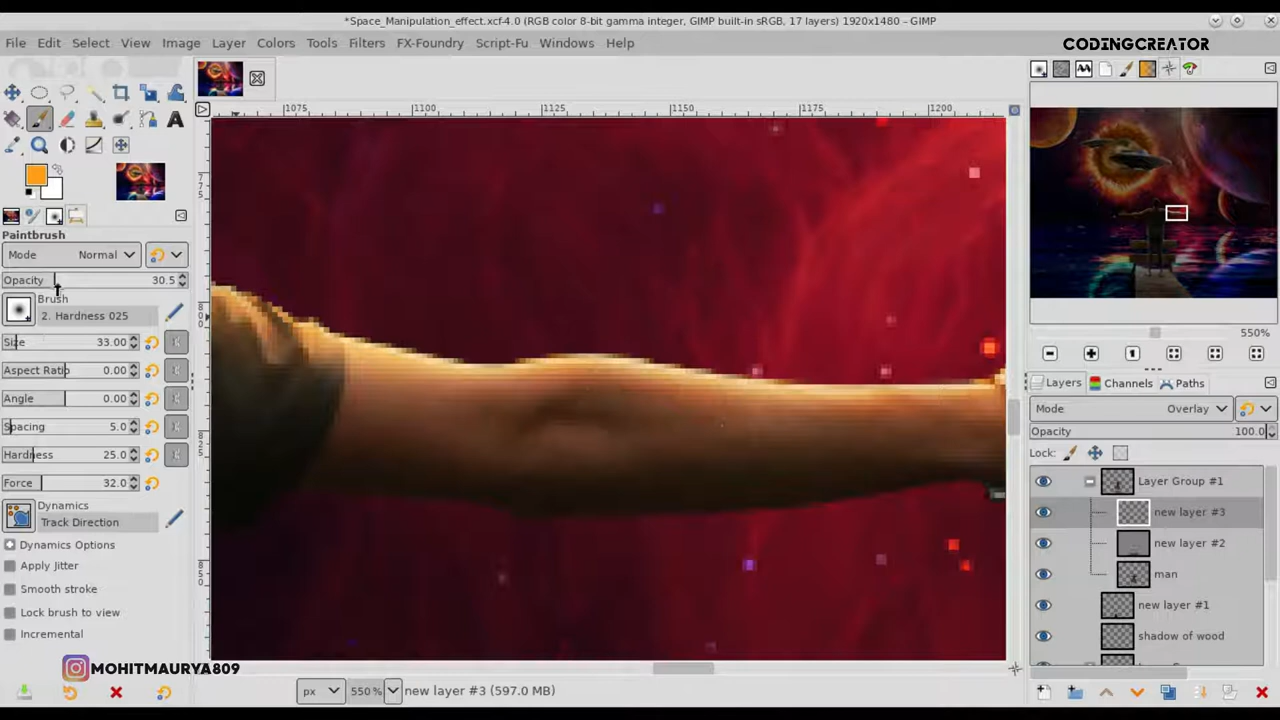 *Space_Manipulation_effect.xcf-4.0 (RGB color 8-bit gamma integer, GIMP built-in sRGB, 17 layers) 1920x1480 – GIMP
File Edit Select View Image Layer Colors Tools Filters FX-Foundry Script-Fu Windows Help
CODINGCREATOR
1075 1100 1125 1150 1175 1200
775
800
825
850
Paintbrush
Mode Normal
Opacity 30.5
Brush
2. Hardness 025
Size 33.00
Aspect Ratio 0.00
Angle 0.00
Spacing 5.0
Hardness 25.0
Force 32.0
Dynamics
Track Direction
Dynamics Options
Apply Jitter
Smooth stroke
Lock brush to view
Incremental
MOHITMAURYA809
px 550 % new layer #3 (597.0 MB)
550%
Layers Channels Paths
Mode Overlay
Opacity 100.0
Lock:
Layer Group #1
new layer #3
new layer #2
man
new layer #1
shadow of wood